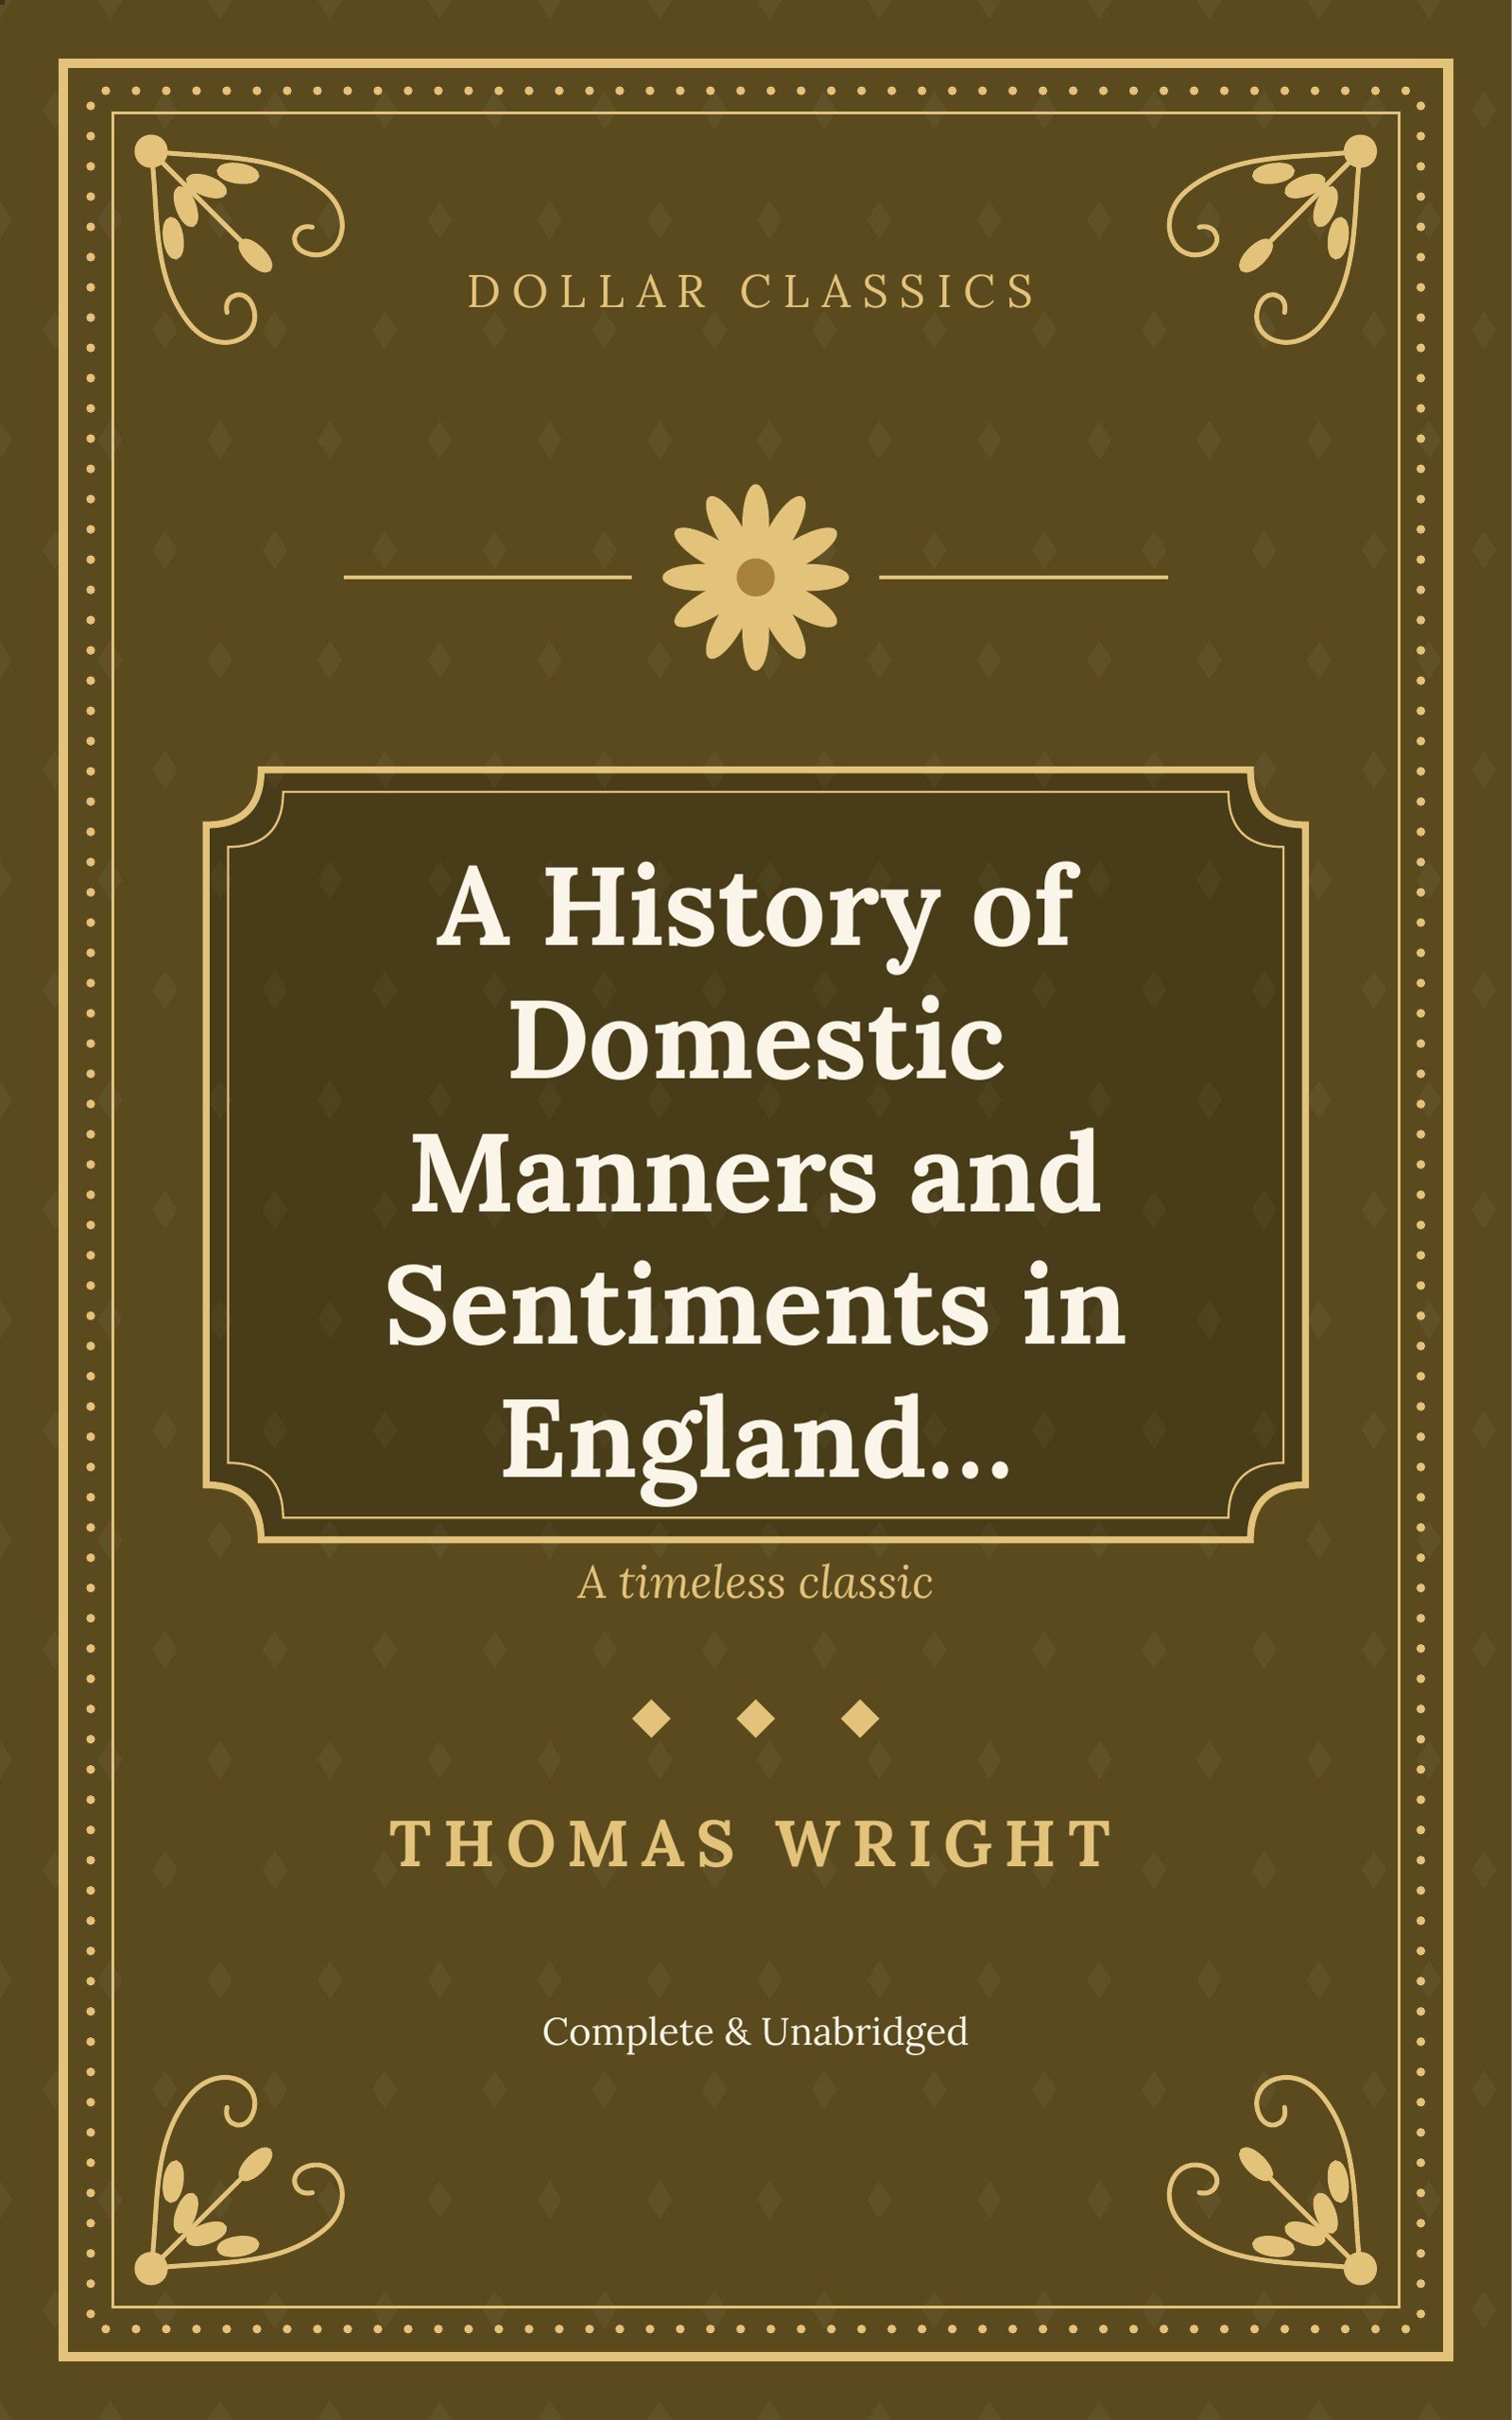 DOLLAR CLASSICS
A History of
Domestic
Manners and
Sentiments in
England...
A timeless classic
THOMAS WRIGHT
Complete & Unabridged